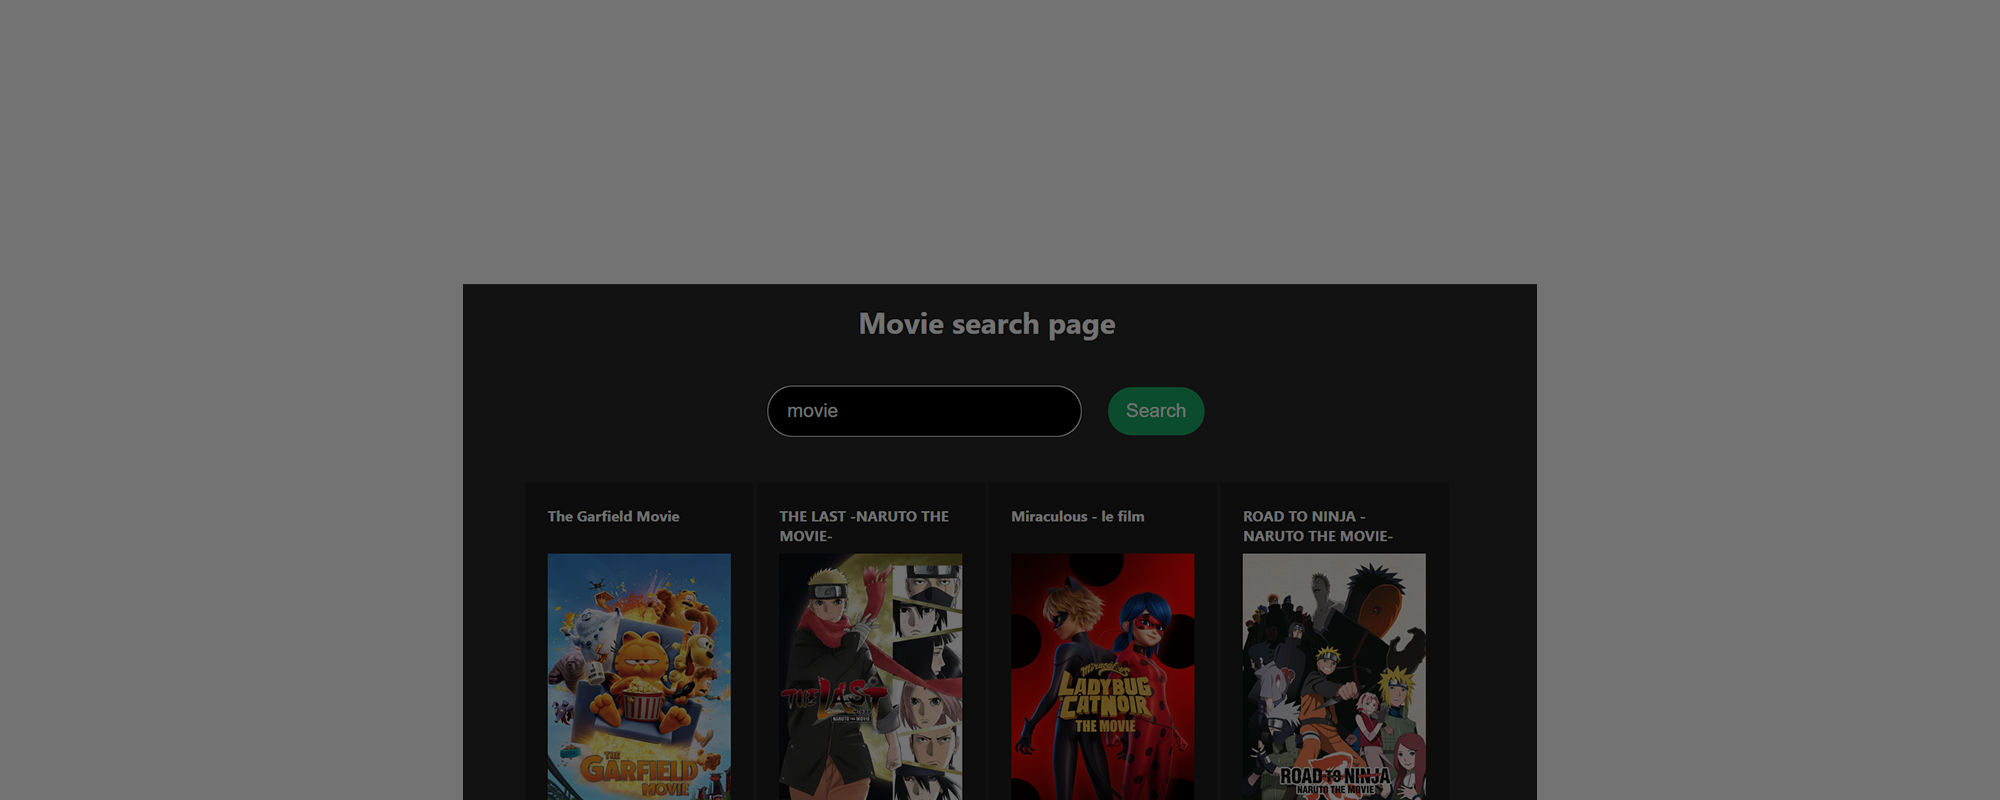 Movie search page
movie
Search
The Garfield Movie
THE LAST -NARUTO THE
MOVIE-
Miraculous - le film
ROAD TO NINJA -
NARUTO THE MOVIE-
THE
GARFIELD
MOVIE
THE LAST
NARUTO THE MOVIE
Miraculous
LADYBUG
CATNOIR
THE MOVIE
ROAD TO NINJA
NARUTO THE MOVIE